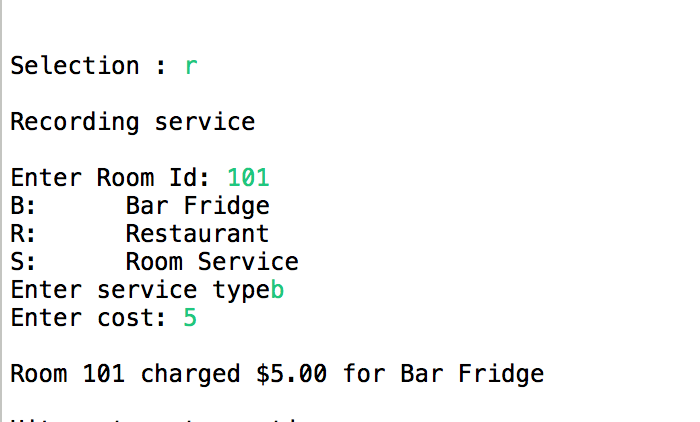 Selection : r
Recording service
Enter Room Id: 101
B: Bar Fridge
R: Restaurant
S: Room Service
Enter service typeb
Enter cost: 5
Room 101 charged $5.00 for Bar Fridge